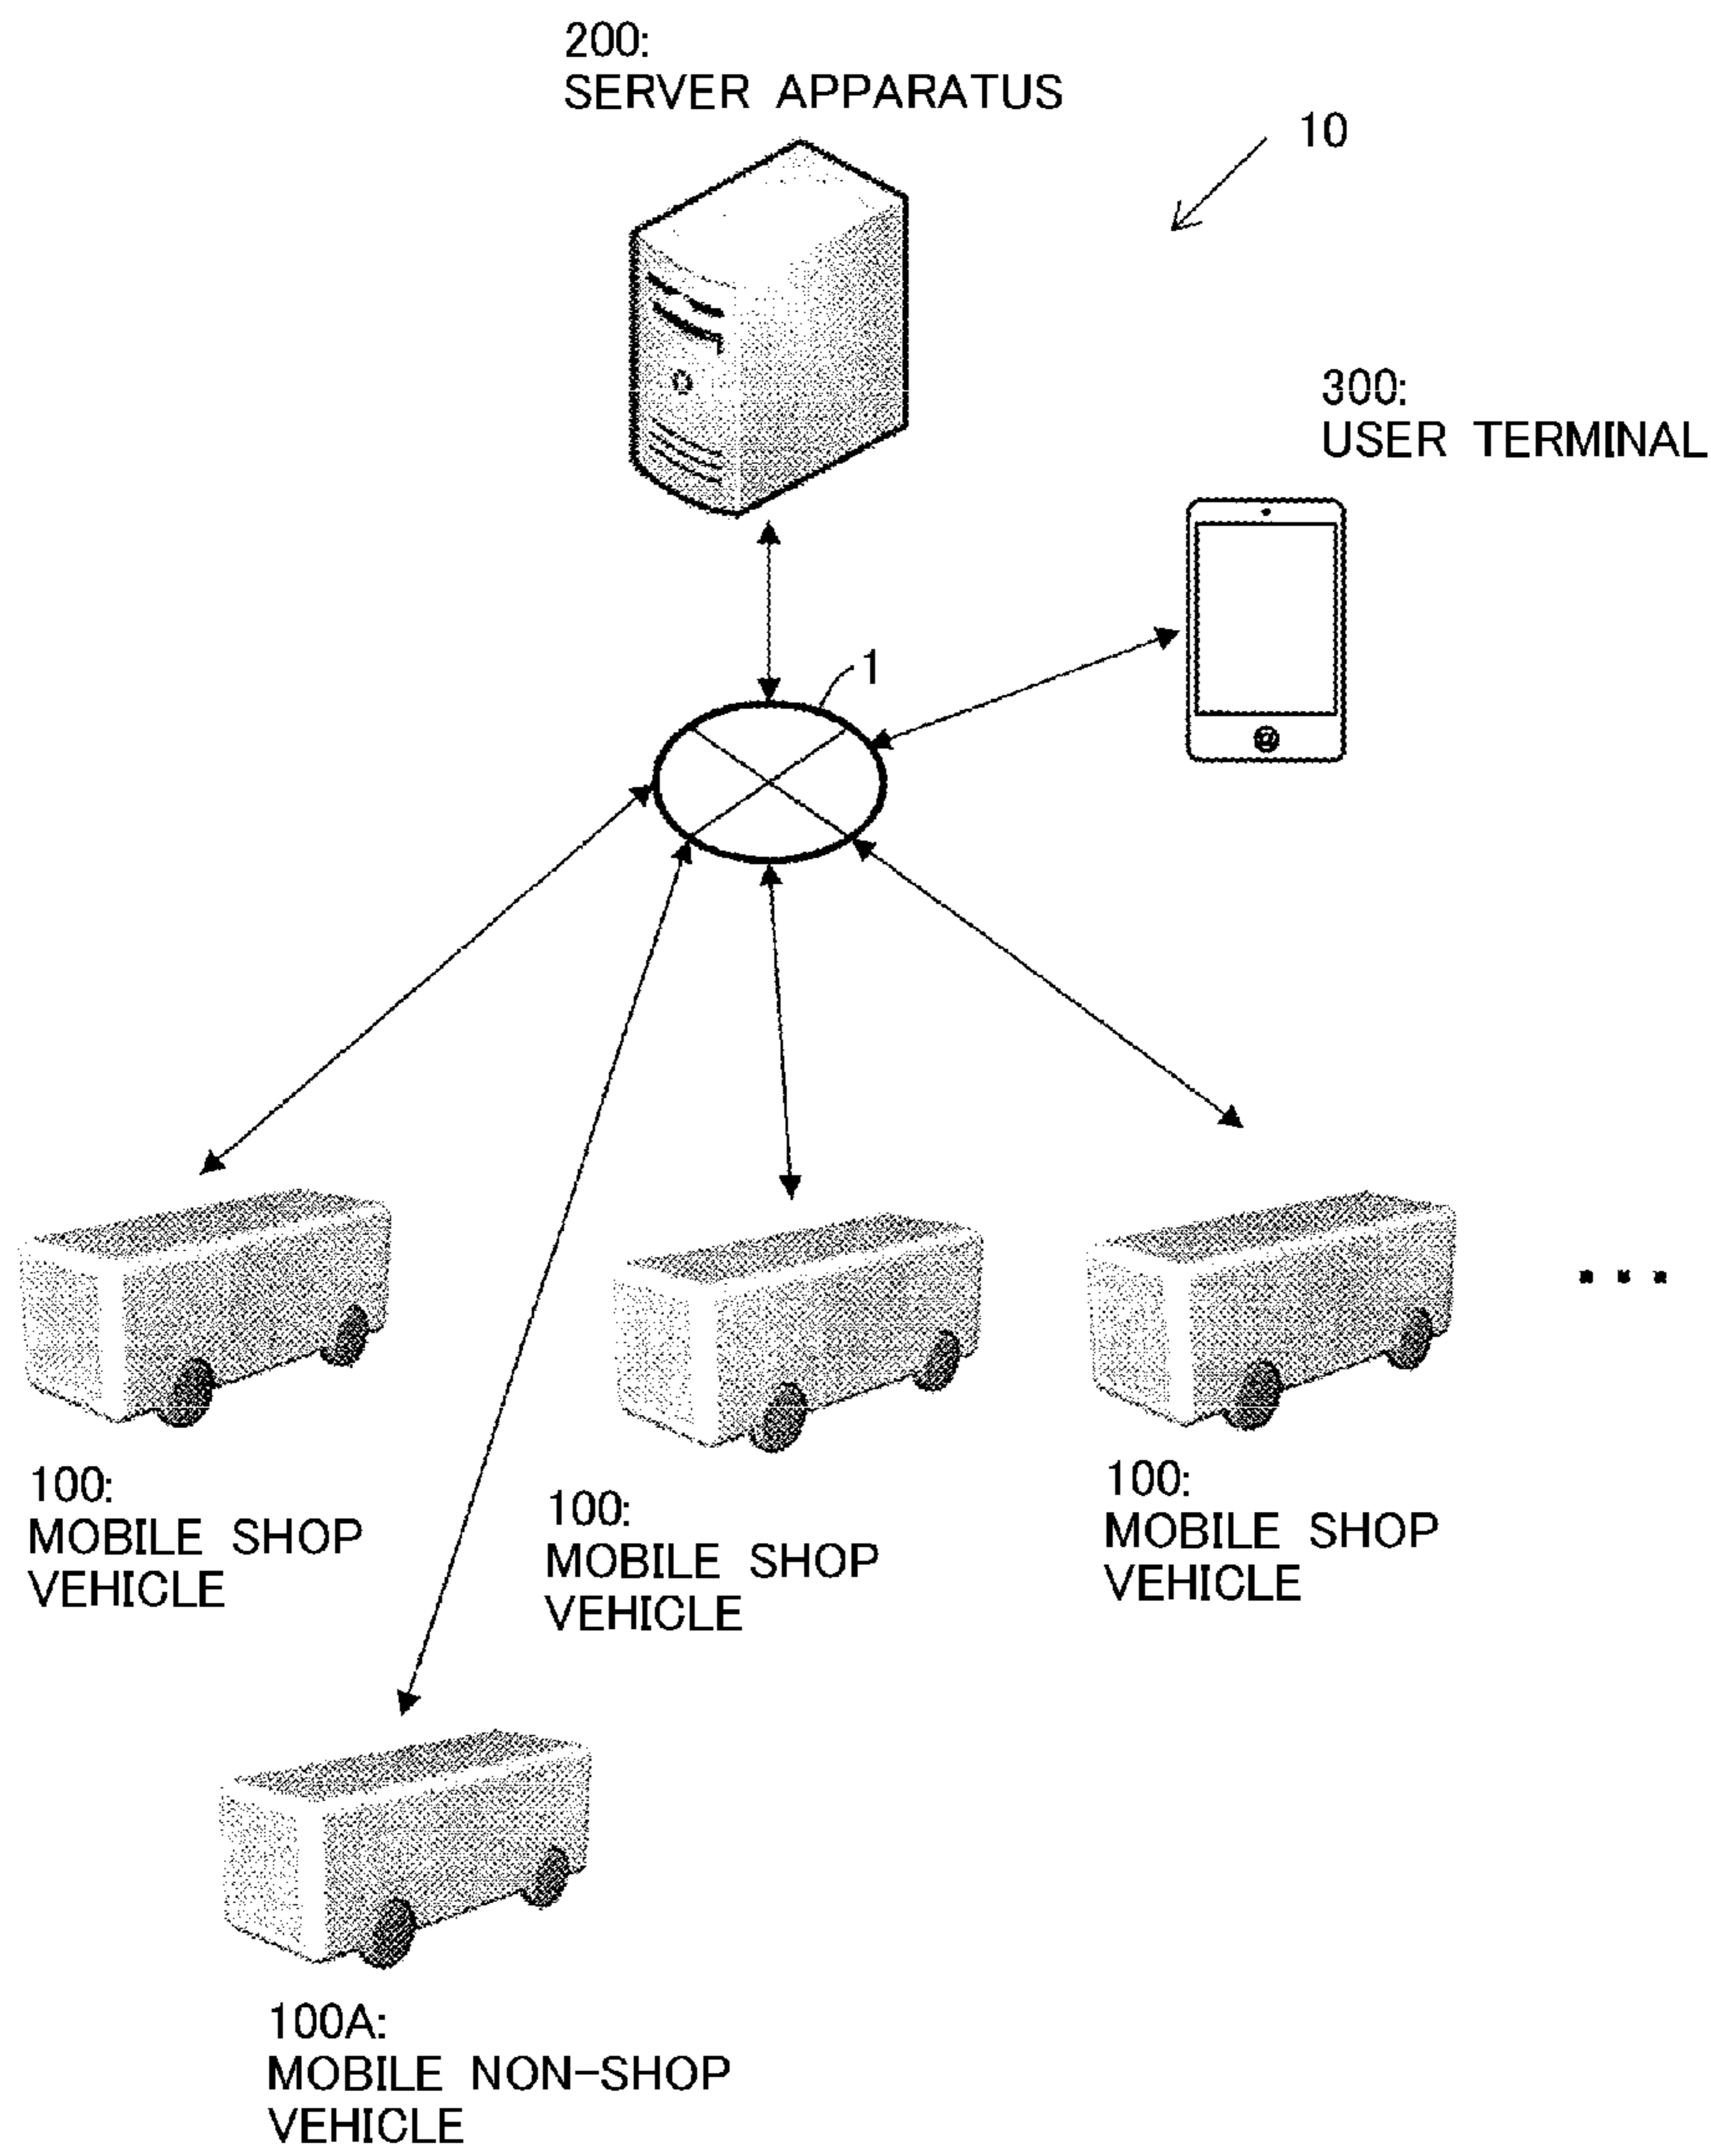 200:
SERVER APPARATUS
10
300:
USER TERMINAL
1
100:
MOBILE SHOP
VEHICLE
100:
MOBILE SHOP
VEHICLE
100:
MOBILE SHOP
VEHICLE
100A:
MOBILE NON-SHOP
VEHICLE